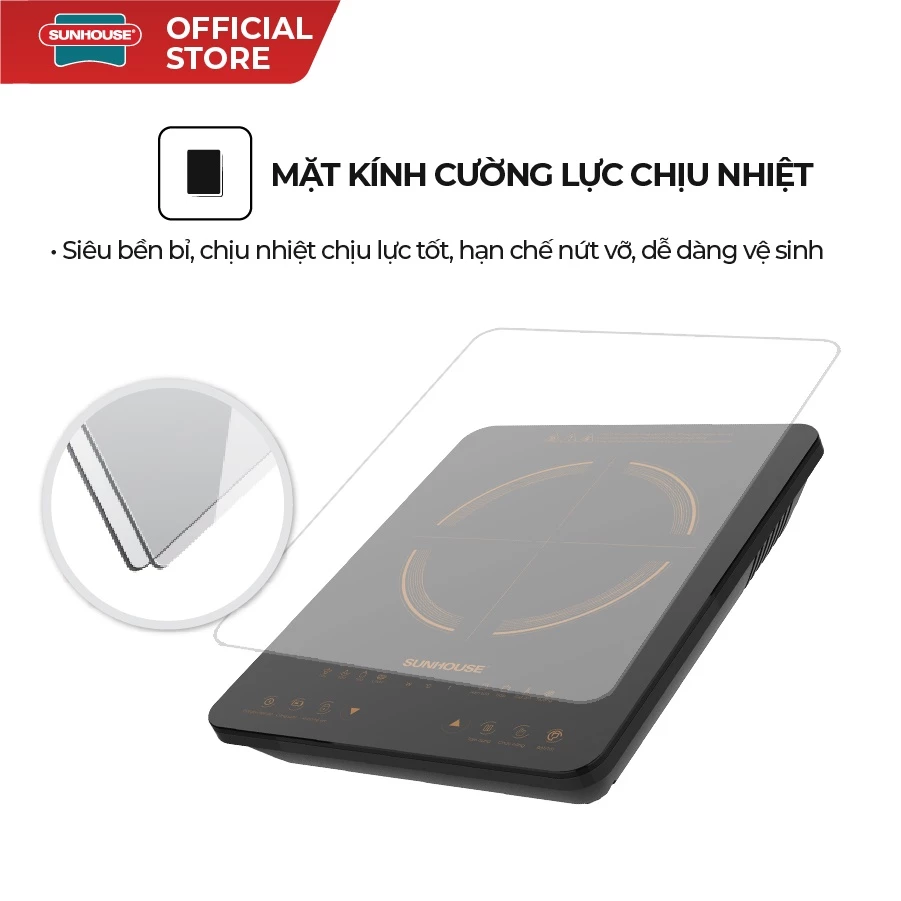 SUNHOUSE®
OFFICIAL
STORE
MẶT KÍNH CƯỜNG LỰC CHỊU NHIỆT
• Siêu bền bỉ, chịu nhiệt chịu lực tốt, hạn chế nứt vỡ, dễ dàng vệ sinh
SUNHOUSE